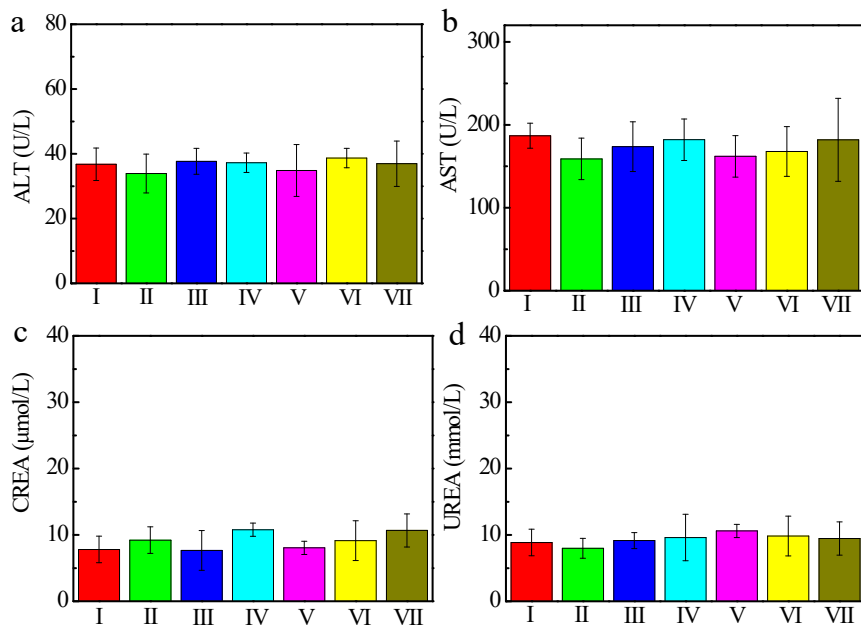 a
80
60
40
20
0
ALT (U/L)
I II III IV V VI VII
b
300
200
100
0
AST (U/L)
I II III IV V VI VII
c
40
30
20
10
0
CREA (μmol/L)
I II III IV V VI VII
d
40
30
20
10
0
UREA (mmol/L)
I II III IV V VI VII